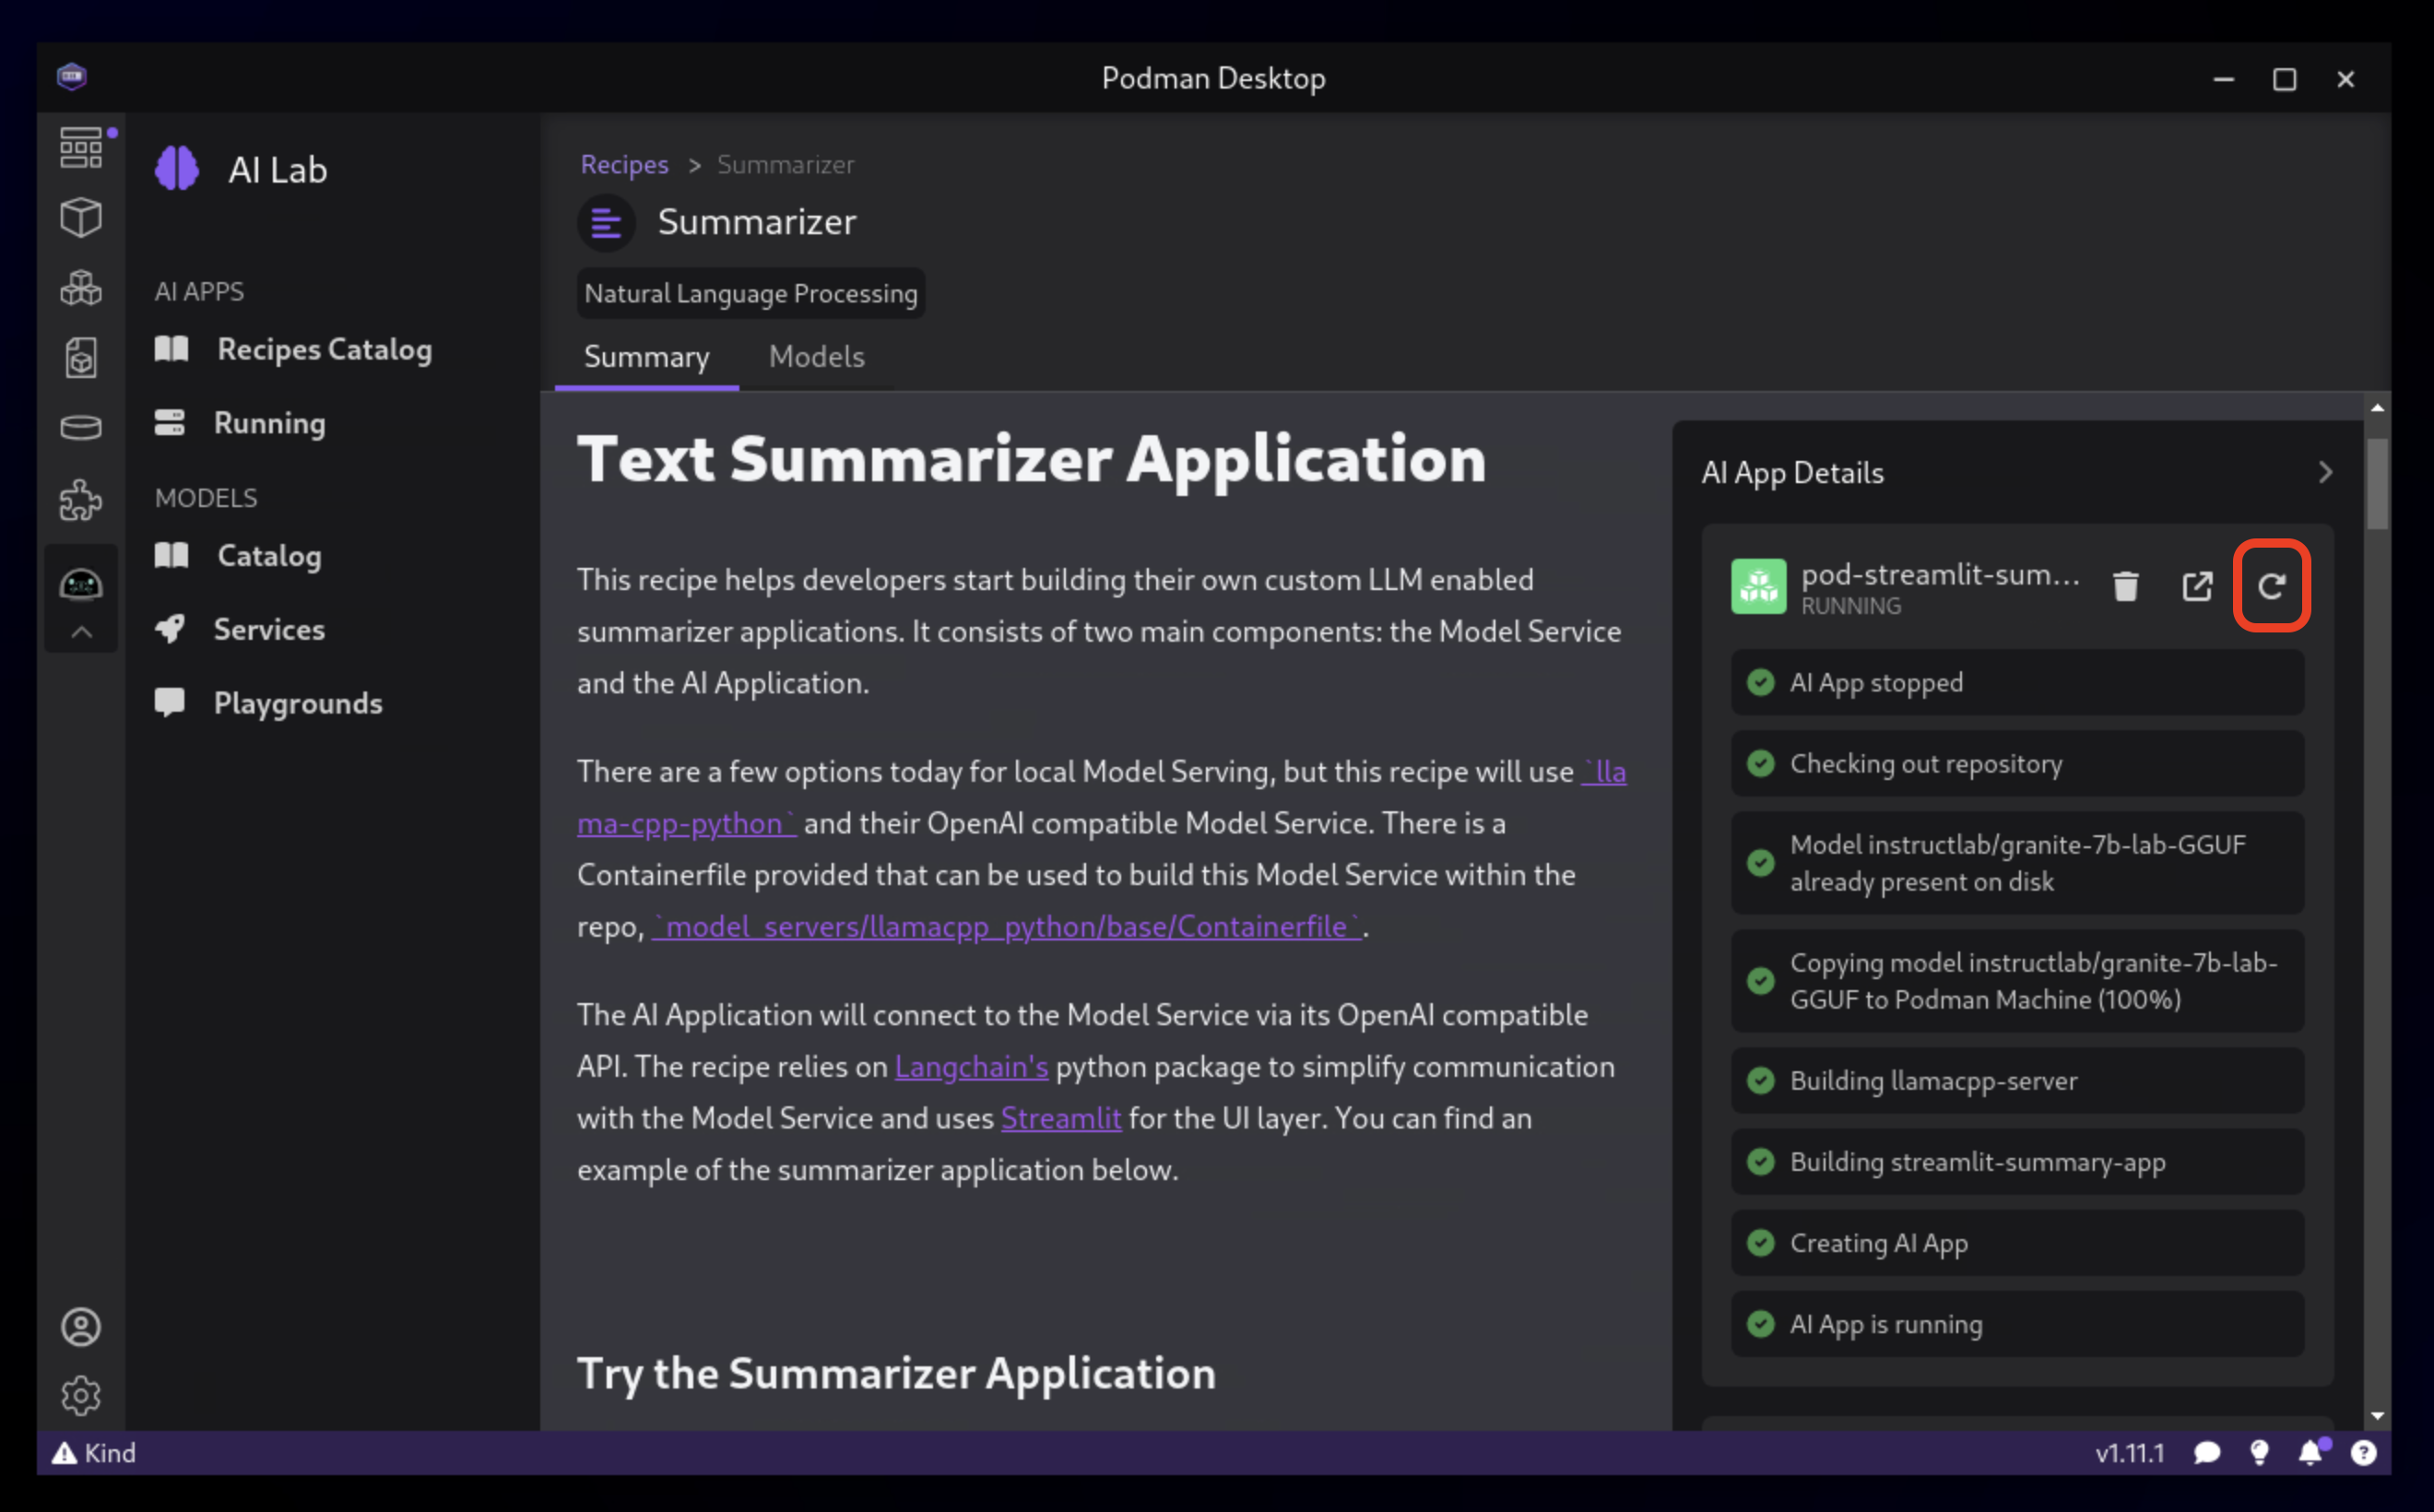 Podman Desktop
AI Lab
AI APPS
Recipes Catalog
Running
MODELS
Catalog
Services
Playgrounds
Recipes > Summarizer
Summarizer
Natural Language Processing
Summary Models
Text Summarizer Application
This recipe helps developers start building their own custom LLM enabled
summarizer applications. It consists of two main components: the Model Service
and the AI Application.
There are a few options today for local Model Serving, but this recipe will use `lla
ma-cpp-python` and their OpenAI compatible Model Service. There is a
Containerfile provided that can be used to build this Model Service within the
repo, `model_servers/llamacpp_python/base/Containerfile`.
The AI Application will connect to the Model Service via its OpenAI compatible
API. The recipe relies on Langchain's python package to simplify communication
with the Model Service and uses Streamlit for the UI layer. You can find an
example of the summarizer application below.
Try the Summarizer Application
AI App Details
pod-streamlit-sum...
RUNNING
AI App stopped
Checking out repository
Model instructlab/granite-7b-lab-GGUF
already present on disk
Copying model instructlab/granite-7b-lab-
GGUF to Podman Machine (100%)
Building llamacpp-server
Building streamlit-summary-app
Creating AI App
AI App is running
Kind
v1.11.1